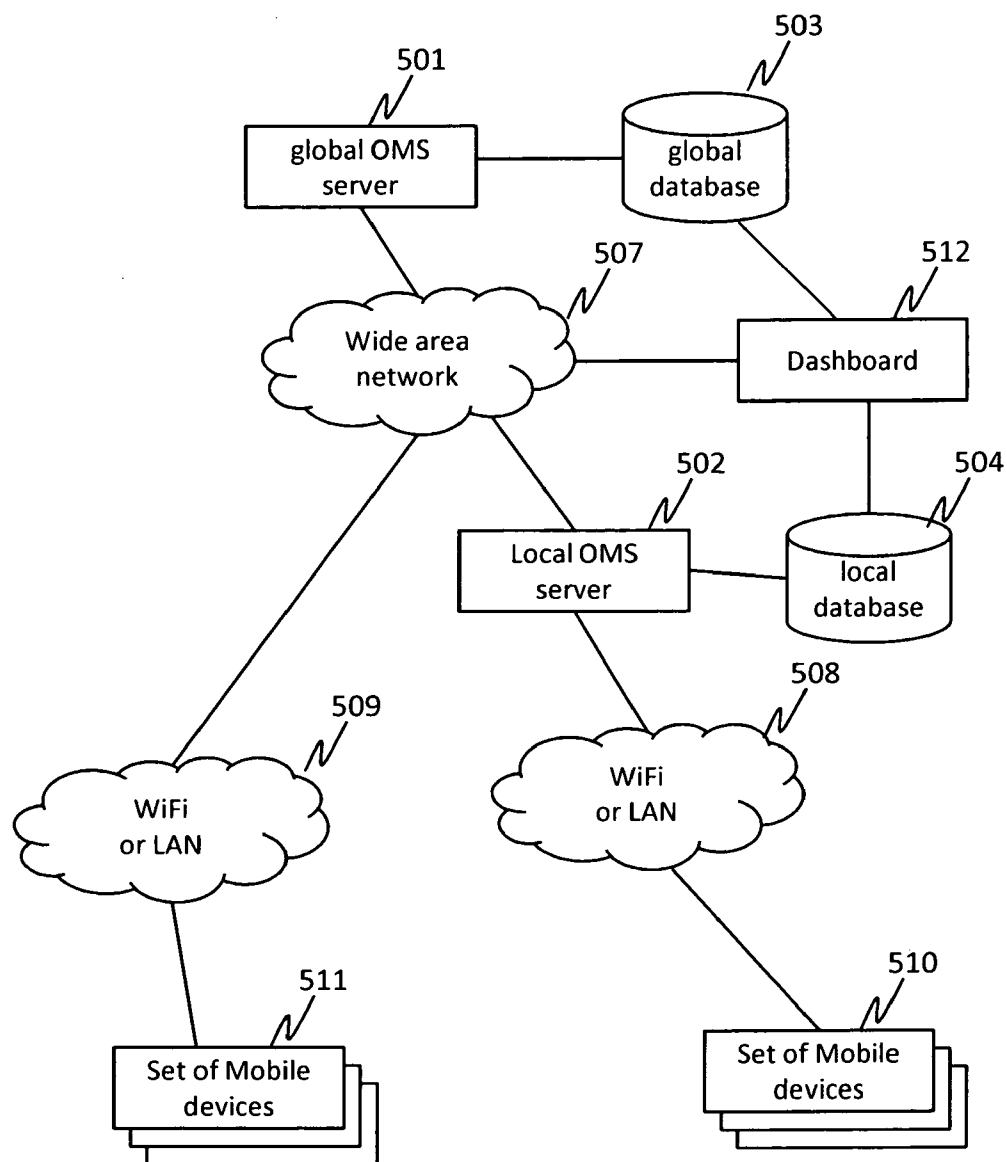 503
501
global OMS
server
global
database
507
512
Wide area
network
Dashboard
502
504
Local OMS
server
local
database
509
508
WiFi
or LAN
WiFi
or LAN
511
510
Set of Mobile
devices
Set of Mobile
devices